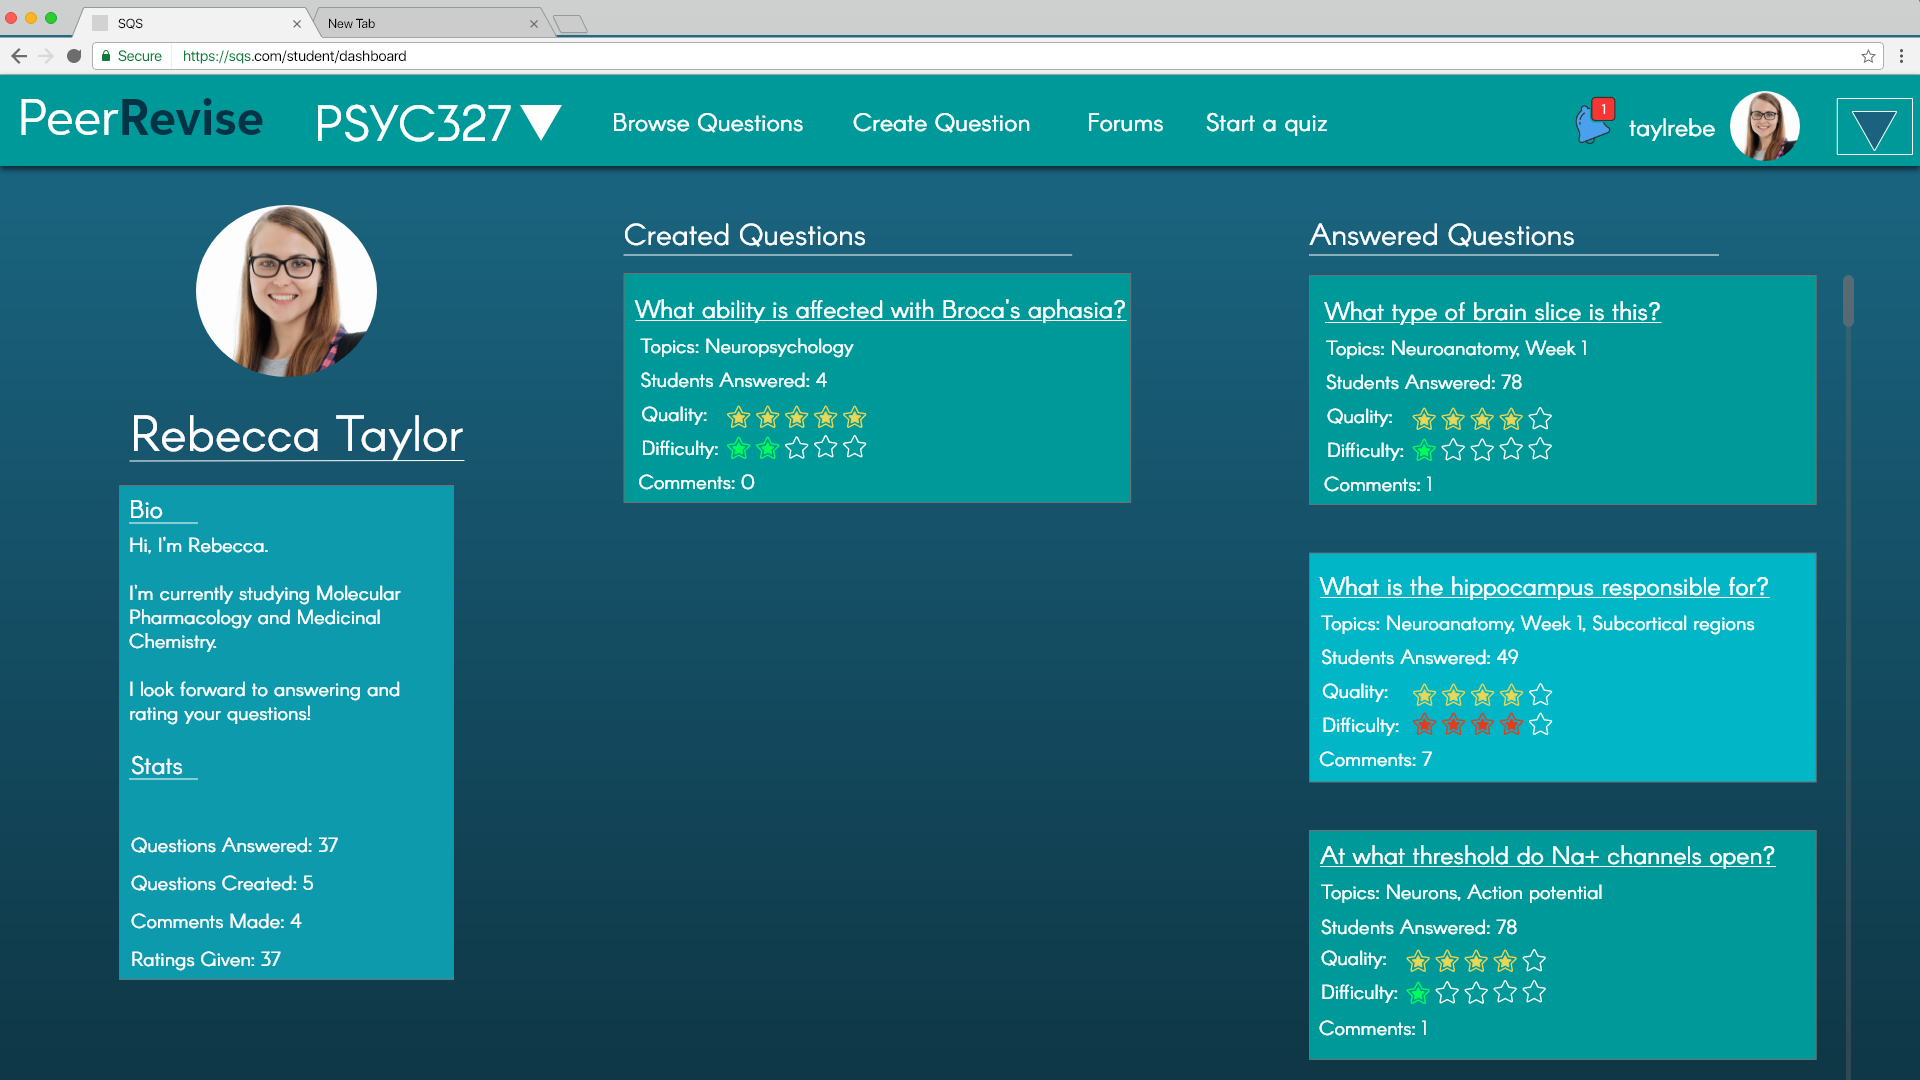 SQS
New Tab
Secure
https://sqs.com/student/dashboard
PeerRevise
PSYC327
Browse Questions
Create Question
Forums
Start a quiz
1
taylrebe
Rebecca Taylor
Bio
Hi, I'm Rebecca.
I'm currently studying Molecular
Pharmacology and Medicinal
Chemistry.
I look forward to answering and
rating your questions!
Stats
Questions Answered: 37
Questions Created: 5
Comments Made: 4
Ratings Given: 37
Created Questions
What ability is affected with Broca's aphasia?
Topics: Neuropsychology
Students Answered: 4
Quality:
Difficulty:
Comments: 0
Answered Questions
What type of brain slice is this?
Topics: Neuroanatomy, Week 1
Students Answered: 78
Quality:
Difficulty:
Comments: 1
What is the hippocampus responsible for?
Topics: Neuroanatomy, Week 1, Subcortical regions
Students Answered: 49
Quality:
Difficulty:
Comments: 7
At what threshold do Na+ channels open?
Topics: Neurons, Action potential
Students Answered: 78
Quality:
Difficulty:
Comments: 1